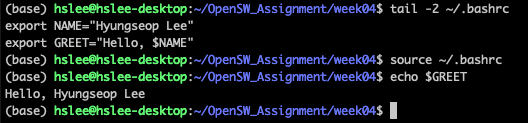 (base) hslee@hslee-desktop:~/OpenSW_Assignment/week04$ tail -2 ~/.bashrc
export NAME="Hyungseop Lee"
export GREET="Hello, $NAME"
(base) hslee@hslee-desktop:~/OpenSW_Assignment/week04$ source ~/.bashrc
(base) hslee@hslee-desktop:~/OpenSW_Assignment/week04$ echo $GREET
Hello, Hyungseop Lee
(base) hslee@hslee-desktop:~/OpenSW_Assignment/week04$